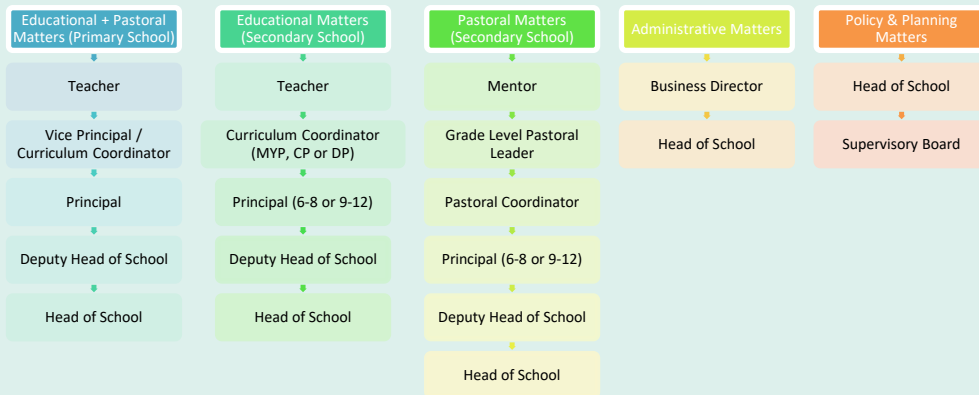 Educational + Pastoral
Matters (Primary School)
Teacher
Vice Principal /
Curriculum Coordinator
Principal
Deputy Head of School
Head of School
Educational Matters
(Secondary School)
Teacher
Curriculum Coordinator
(MYP, CP or DP)
Principal (6-8 or 9-12)
Deputy Head of School
Head of School
Pastoral Matters
(Secondary School)
Mentor
Grade Level Pastoral
Leader
Pastoral Coordinator
Principal (6-8 or 9-12)
Deputy Head of School
Head of School
Administrative Matters
Business Director
Head of School
Policy & Planning
Matters
Head of School
Supervisory Board